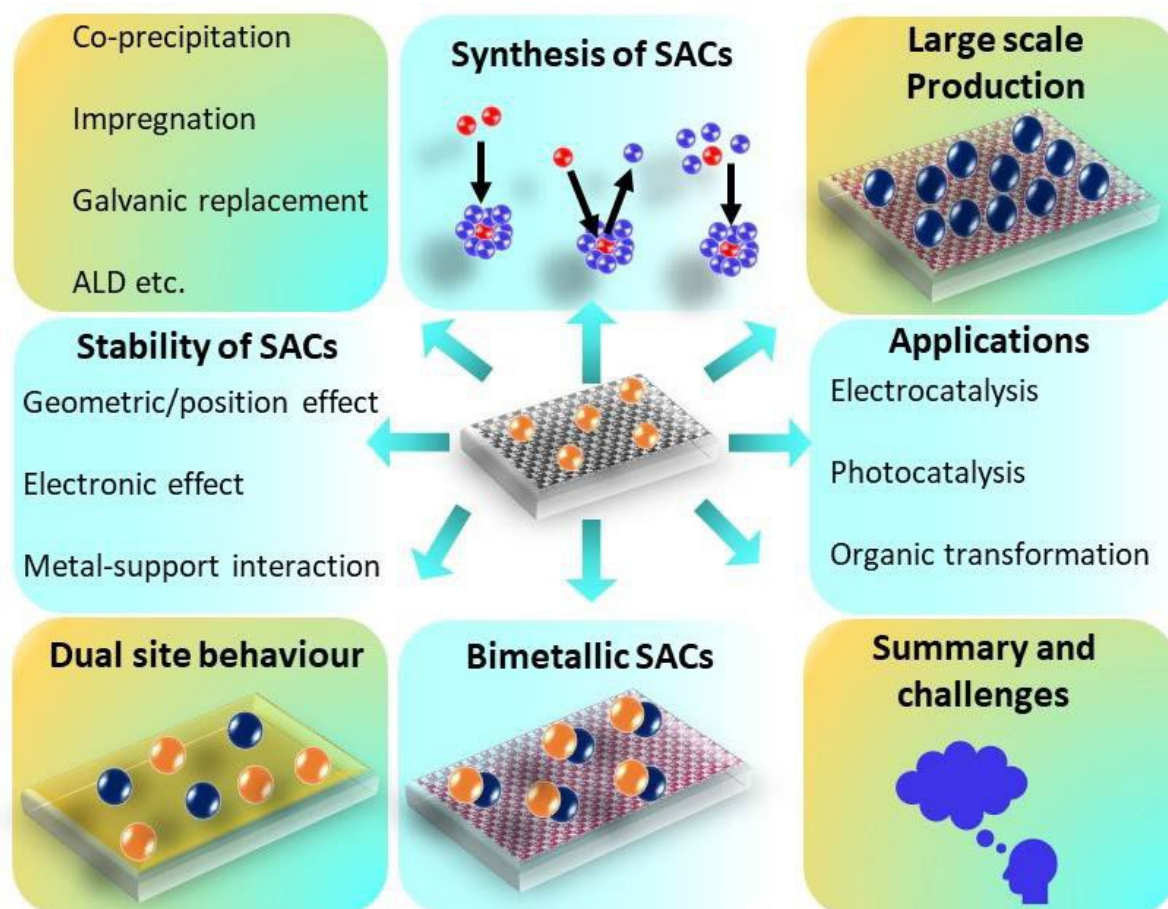 Co-precipitation
Impregnation
Galvanic replacement
ALD etc.
Synthesis of SACs
Large scale
Production
Stability of SACs
Geometric/position effect
Electronic effect
Metal-support interaction
Applications
Electrocatalysis
Photocatalysis
Organic transformation
Dual site behaviour
Bimetallic SACs
Summary and
challenges